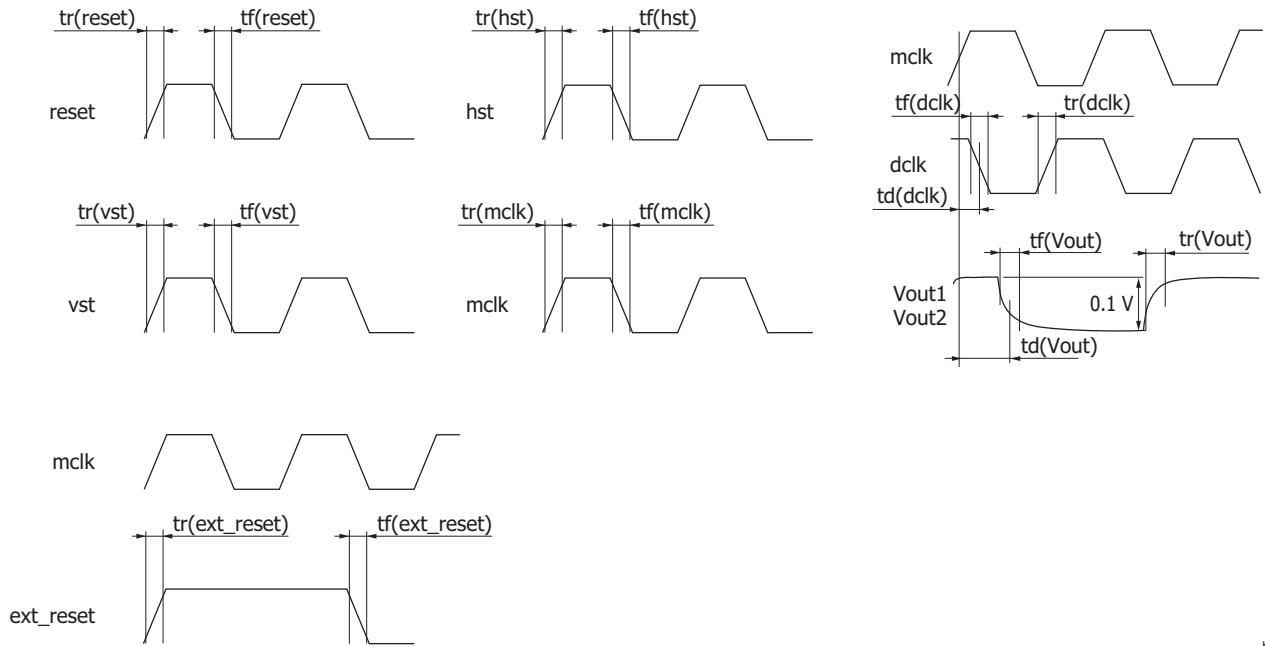 tr(reset)
tf(reset)
reset
tr(hst)
tf(hst)
hst
mclk
tf(dclk)
tr(dclk)
dclk
td(dclk)
tr(vst)
tf(vst)
vst
tr(mclk)
tf(mclk)
mclk
tf(Vout)
tr(Vout)
Vout1
Vout2
0.1 V
td(Vout)
mclk
tr(ext_reset)
tf(ext_reset)
ext_reset